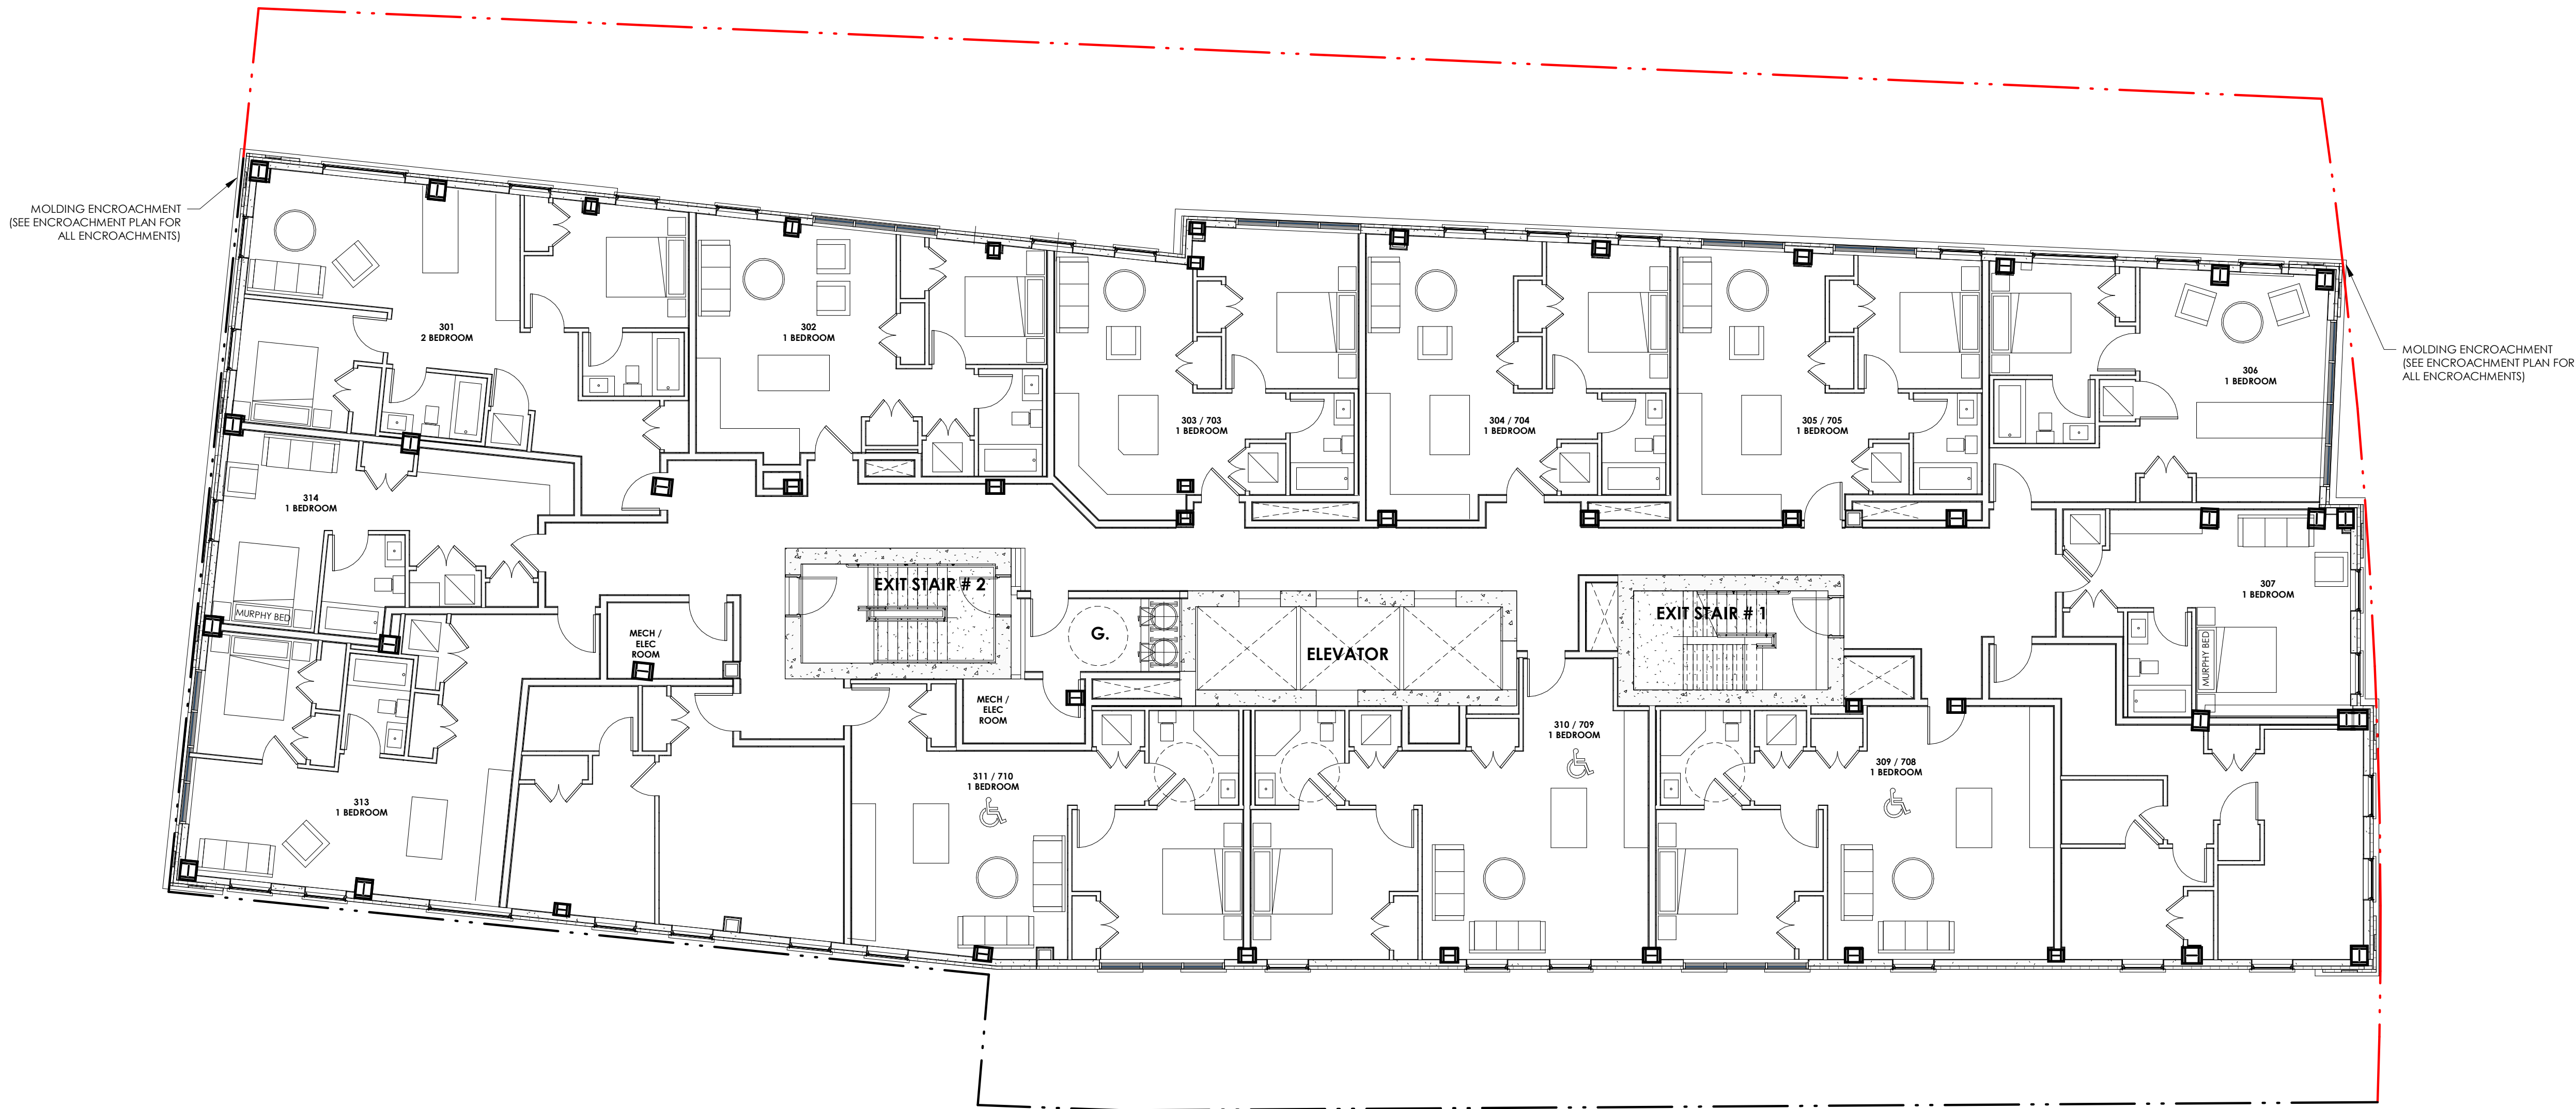 MOLDING ENCROACHMENT
(SEE ENCROACHMENT PLAN FOR
ALL ENCROACHMENTS)
301
2 BEDROOM
302
1 BEDROOM
303 / 703
1 BEDROOM
304 / 704
1 BEDROOM
305 / 705
1 BEDROOM
306
1 BEDROOM
MOLDING ENCROACHMENT
(SEE ENCROACHMENT PLAN FOR
ALL ENCROACHMENTS)
314
1 BEDROOM
MURPHY BED
EXIT STAIR # 2
EXIT STAIR # 1
307
1 BEDROOM
MURPHY BED
MECH /
ELEC
ROOM
G.
ELEVATOR
MECH /
ELEC
ROOM
310 / 709
1 BEDROOM
311 / 710
1 BEDROOM
309 / 708
1 BEDROOM
313
1 BEDROOM